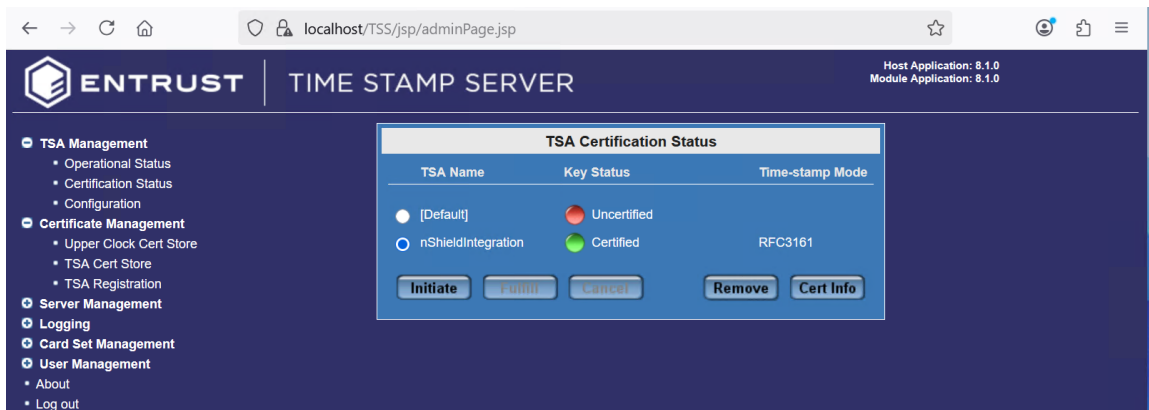 localhost/TSS/jsp/adminPage.jsp
ENTRUST
TIME STAMP SERVER
Host Application: 8.1.0
Module Application: 8.1.0
TSA Management
Operational Status
Certification Status
Configuration
Certificate Management
Upper Clock Cert Store
TSA Cert Store
TSA Registration
Server Management
Logging
Card Set Management
User Management
About
Log out
TSA Certification Status
TSA Name Key Status Time-stamp Mode
[Default] Uncertified
nShieldIntegration Certified RFC3161
Initiate Fulfill Cancel Remove Cert Info